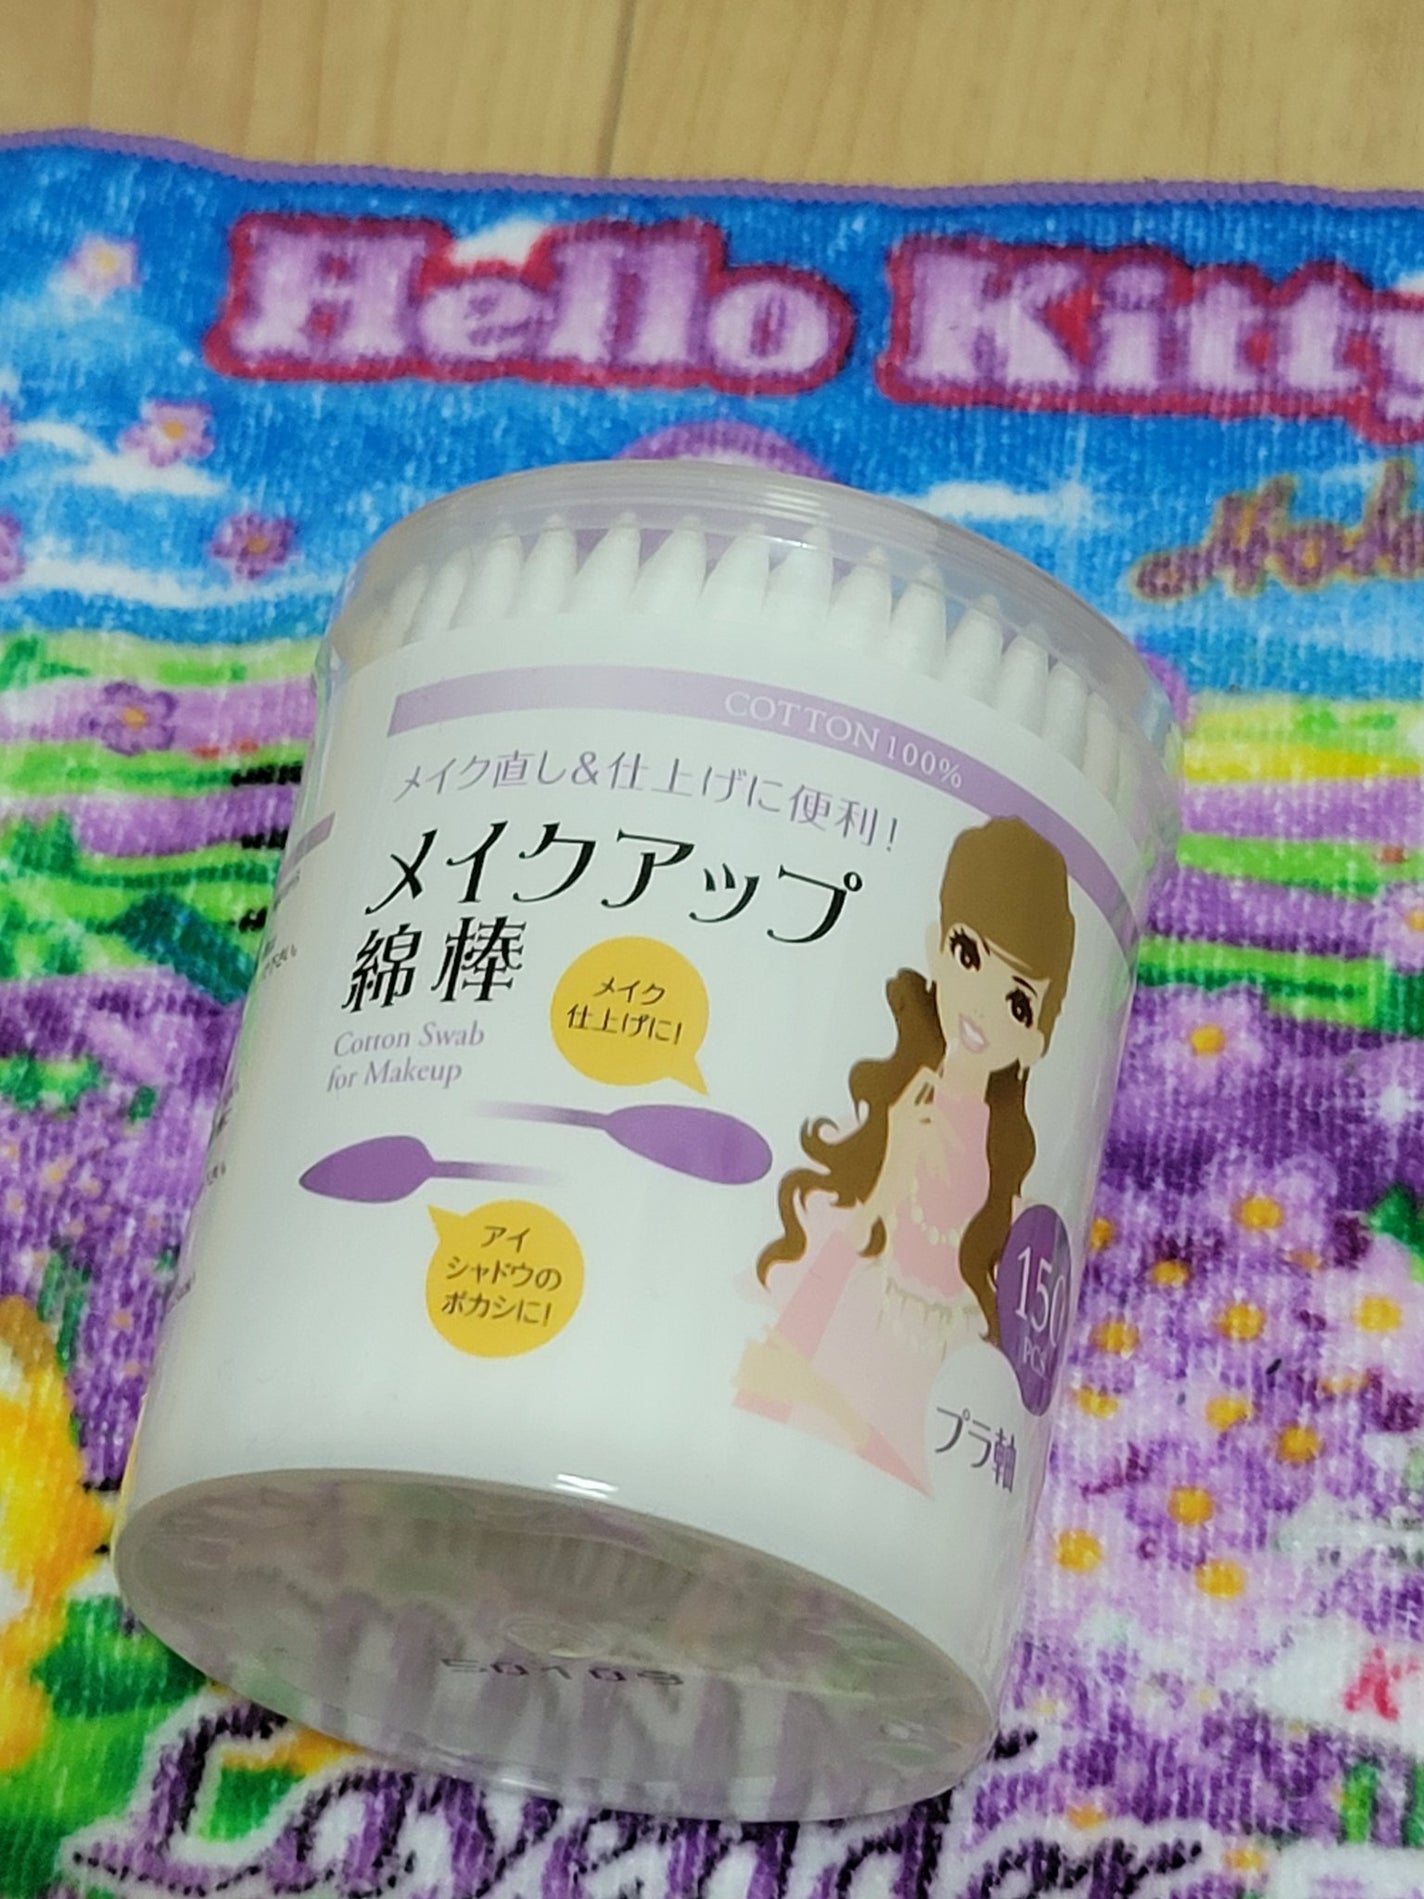 Hello Kitty
COTTON100%
メイク直し&仕上げに便利!
メイクアップ
綿棒
Cotton Swab
for Makeup
メイク
仕上げに!
アイ
シャドウの
ボカシに!
150
PCS
プラ軸
Lavender